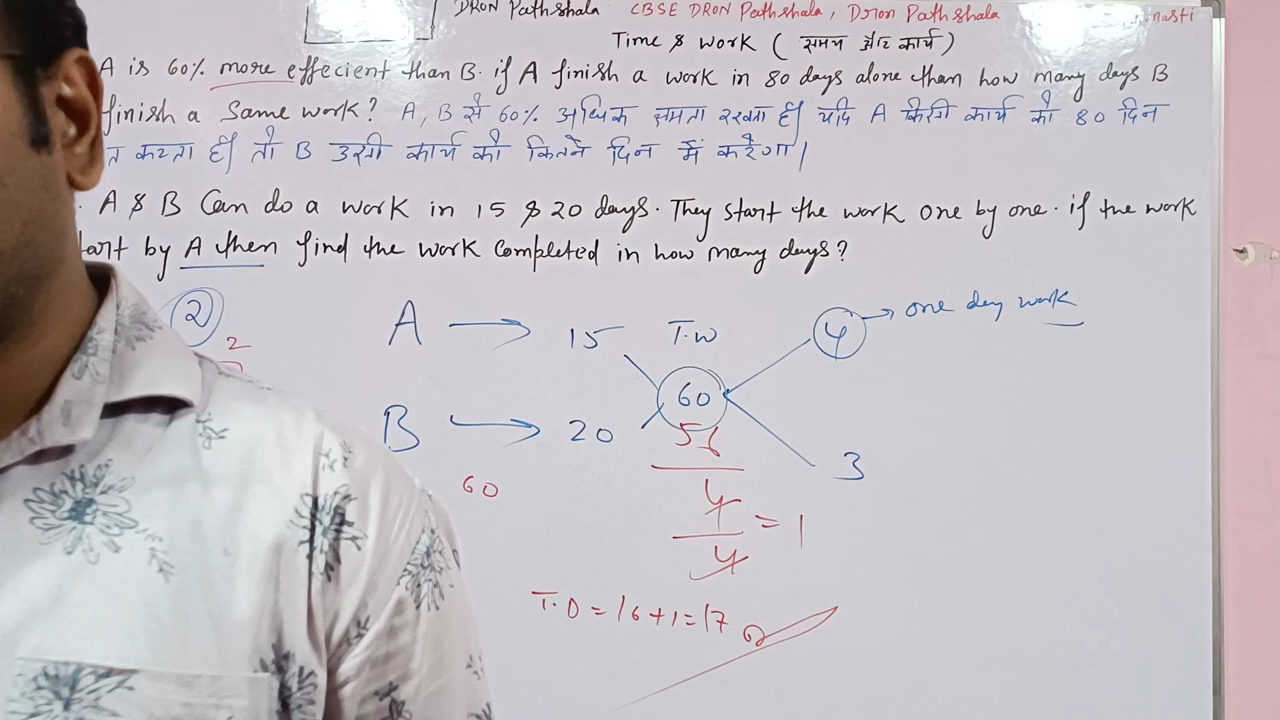 DRON Pathshala CBSE DRON Pathshala, Dron Pathshala nasti
Time & Work ( समय और कार्य )
A is 60% more effecient than B. if A finish a work in 80 days alone than how many days B
finish a Same work? A, B से 60% अधिक क्षमता रखता है। यदि A किसी कार्य को 80 दिन
करता है। तो B उसी कार्य को कितने दिन में करेगा।
A & B Can do a work in 15 & 20 days. They start the work one by one. if the work
tart by A then find the work completed in how many days?
2
2
A → 15 T.W 4 → one day work
60
B → 20 56 3
60
4
4 = 1
T.D = 16+1=17